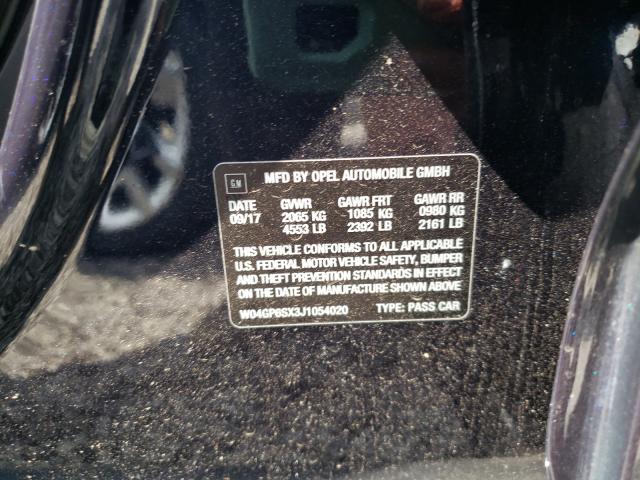 GM
MFD BY OPEL AUTOMOBILE GMBH
DATE GVWR GAWR FRT GAWR RR
09/17 2065 KG 1085 KG 0980 KG
4553 LB 2392 LB 2161 LB
THIS VEHICLE CONFORMS TO ALL APPLICABLE
U.S. FEDERAL MOTOR VEHICLE SAFETY, BUMPER
AND THEFT PREVENTION STANDARDS IN EFFECT
ON THE DATE OF MANUFACTURE SHOWN ABOVE
W04GP6SX3J1054020 TYPE: PASS CAR